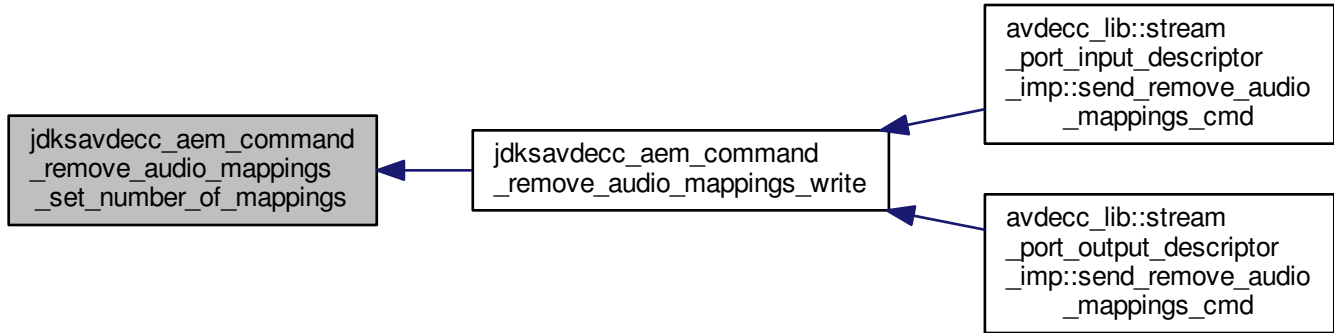 jdksavdecc_aem_command
_remove_audio_mappings
_set_number_of_mappings
jdksavdecc_aem_command
_remove_audio_mappings_write
avdecc_lib::stream
_port_input_descriptor
_imp::send_remove_audio
_mappings_cmd
avdecc_lib::stream
_port_output_descriptor
_imp::send_remove_audio
_mappings_cmd